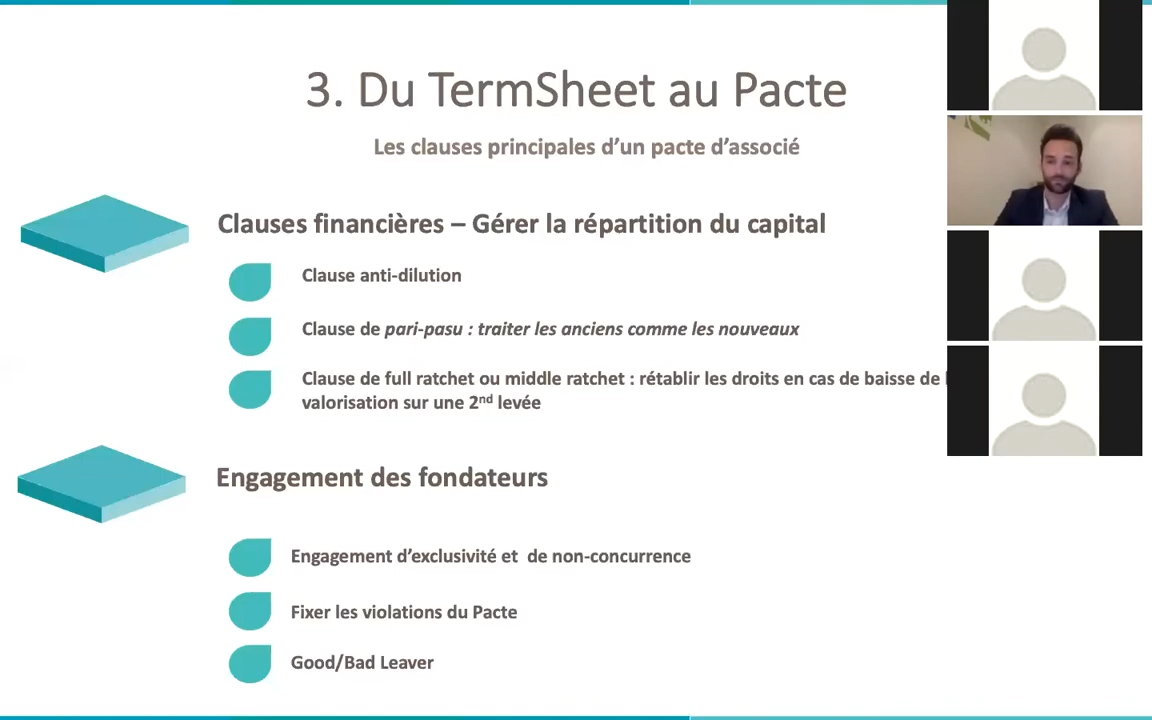 3. Du TermSheet au Pacte
Les clauses principales d’un pacte d’associé
Clauses financières – Gérer la répartition du capital
Clause anti-dilution
Clause de pari-pasu : traiter les anciens comme les nouveaux
Clause de full ratchet ou middle ratchet : rétablir les droits en cas de baisse de
valorisation sur une 2nd levée
Engagement des fondateurs
Engagement d’exclusivité et  de non-concurrence
Fixer les violations du Pacte
Good/Bad Leaver